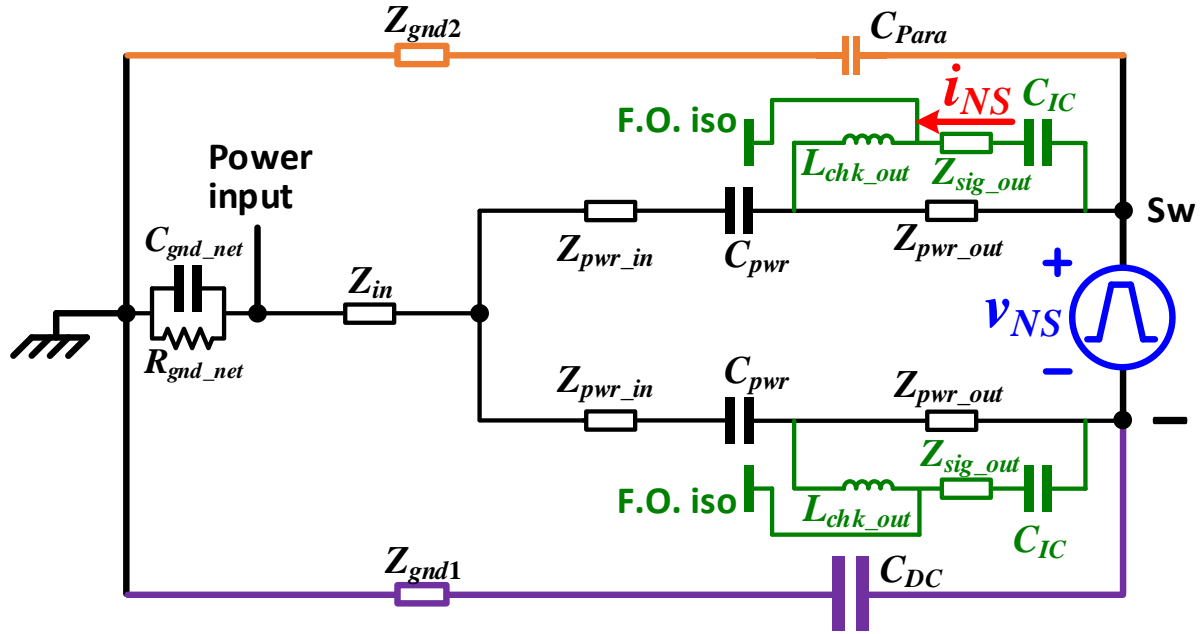 Z_gnd2
C_Para
i_NS
C_IC
F.O. iso
L_chk_out
Z_sig_out
Power
input
Sw
C_gnd_net
Z_in
Z_pwr_in
C_pwr
Z_pwr_out
+
v_NS
R_gnd_net
−
Z_pwr_in
C_pwr
Z_pwr_out
−
Z_sig_out
F.O. iso
L_chk_out
C_IC
Z_gnd1
C_DC